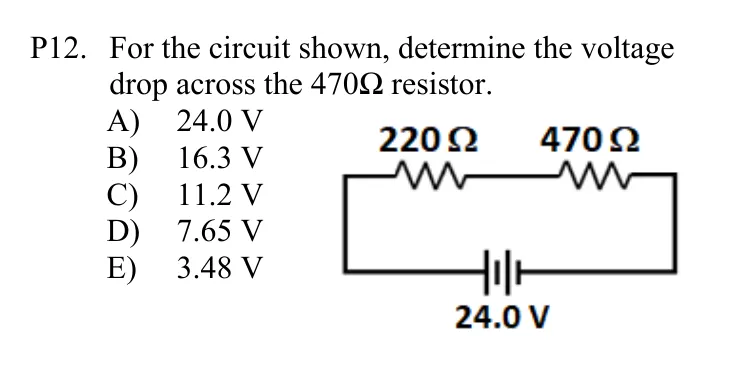 P12. For the circuit shown, determine the voltage
drop across the 470Ω resistor.
A) 24.0 V
B) 16.3 V
C) 11.2 V
D) 7.65 V
E) 3.48 V
220 Ω 470 Ω
24.0 V